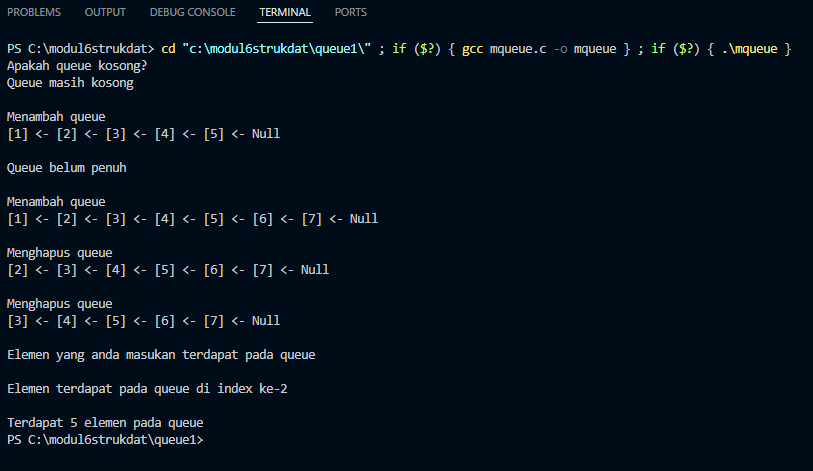 PROBLEMS OUTPUT DEBUG CONSOLE TERMINAL PORTS
PS C:\modul6strukdat> cd "c:\modul6strukdat\queue1\" ; if ($?) { gcc mqueue.c -o mqueue } ; if ($?) { .\mqueue }
Apakah queue kosong?
Queue masih kosong
Menambah queue
[1] <- [2] <- [3] <- [4] <- [5] <- Null
Queue belum penuh
Menambah queue
[1] <- [2] <- [3] <- [4] <- [5] <- [6] <- [7] <- Null
Menghapus queue
[2] <- [3] <- [4] <- [5] <- [6] <- [7] <- Null
Menghapus queue
[3] <- [4] <- [5] <- [6] <- [7] <- Null
Elemen yang anda masukan terdapat pada queue
Elemen terdapat pada queue di index ke-2
Terdapat 5 elemen pada queue
PS C:\modul6strukdat\queue1>